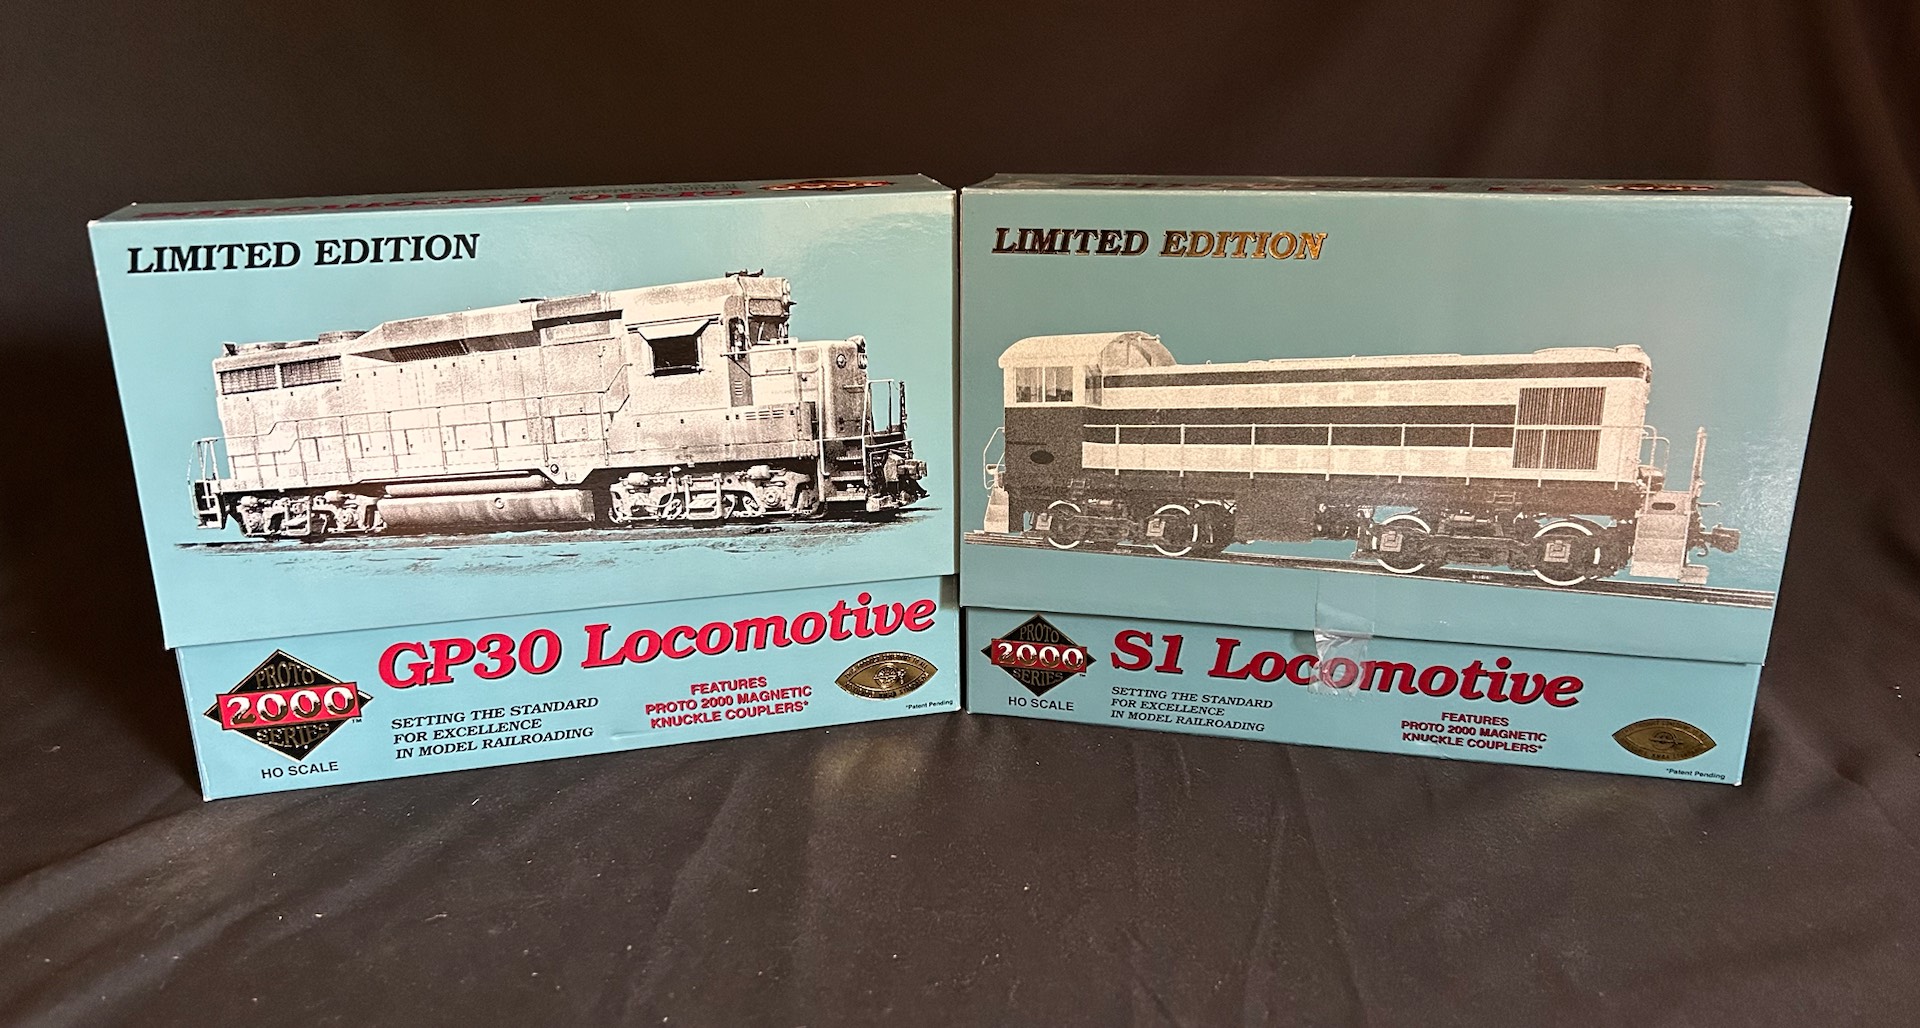 LIMITED EDITION
GP30 Locomotive
PROTO
2000
SERIES
™
HO SCALE
SETTING THE STANDARD
FOR EXCELLENCE
IN MODEL RAILROADING
FEATURES
PROTO 2000 MAGNETIC
KNUCKLE COUPLERS*
*Patent Pending
LIMITED EDITION
S1 Locomotive
PROTO
2000
SERIES
™
HO SCALE
SETTING THE STANDARD
FOR EXCELLENCE
IN MODEL RAILROADING
FEATURES
PROTO 2000 MAGNETIC
KNUCKLE COUPLERS*
*Patent Pending